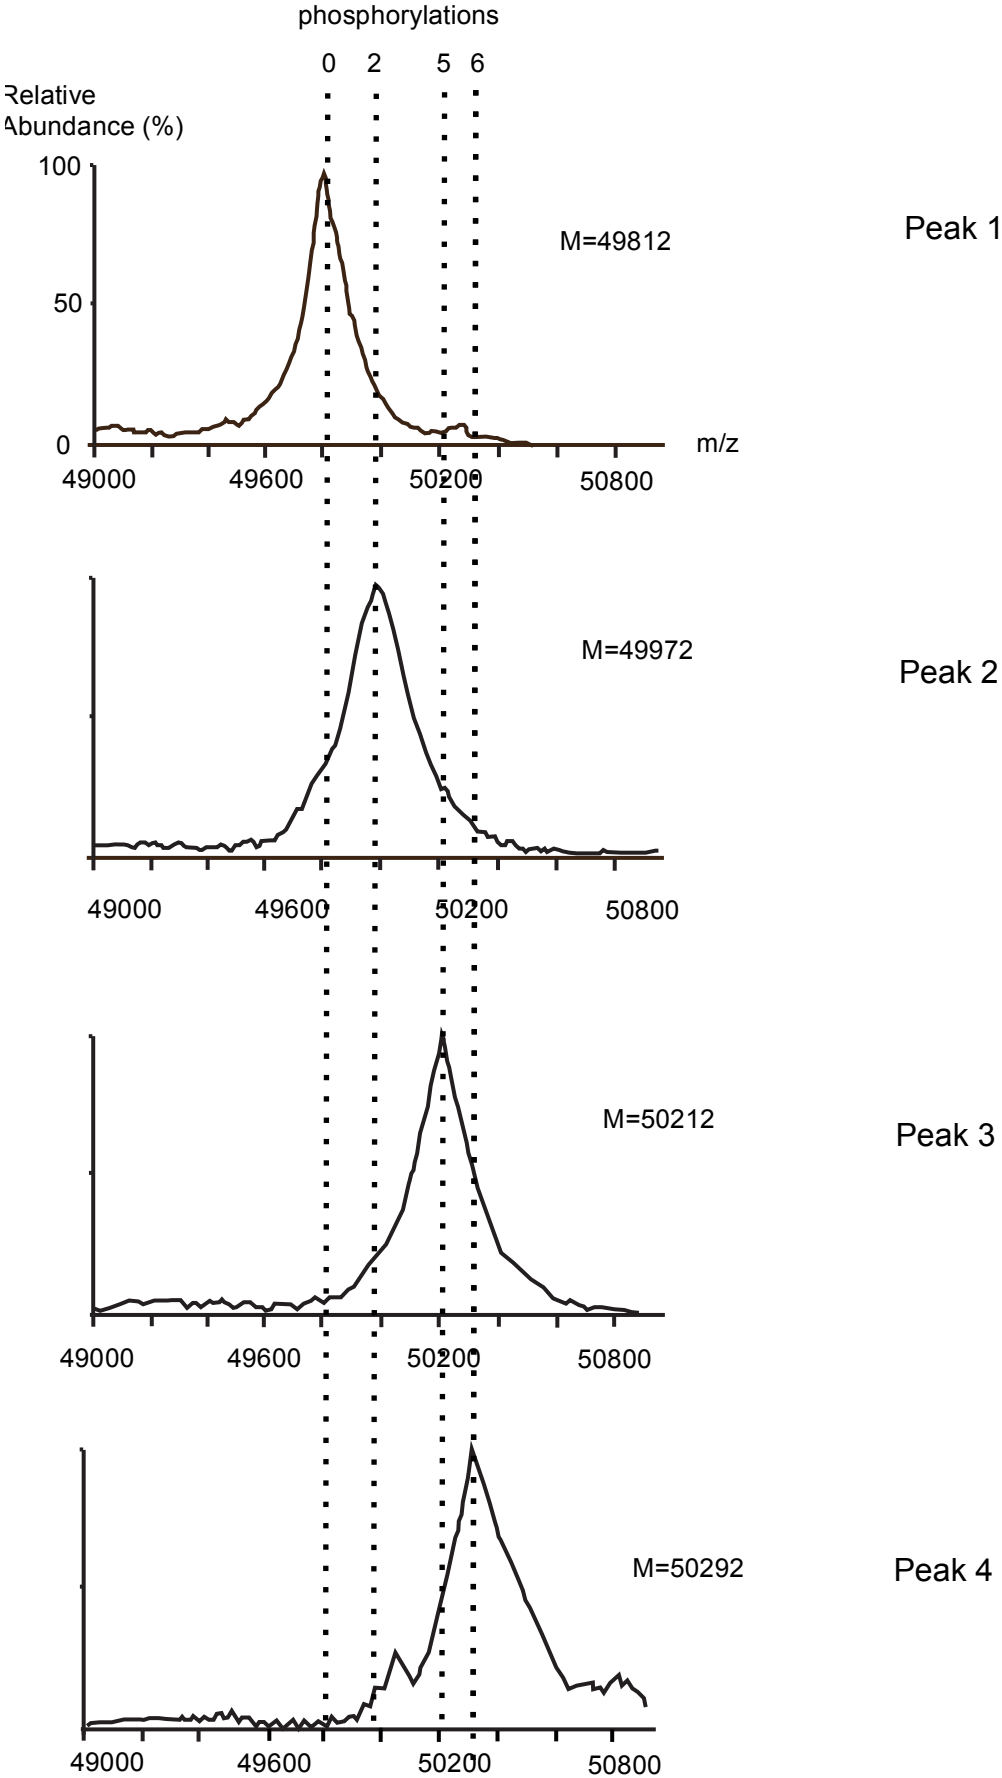 phosphorylations
0 2 5 6
Relative
Abundance (%)
100
M=49812
Peak 1
50
0
m/z
49000 49600 50200 50800
M=49972
Peak 2
49000 49600 50200 50800
M=50212
Peak 3
49000 49600 50200 50800
M=50292
Peak 4
49000 49600 50200 50800